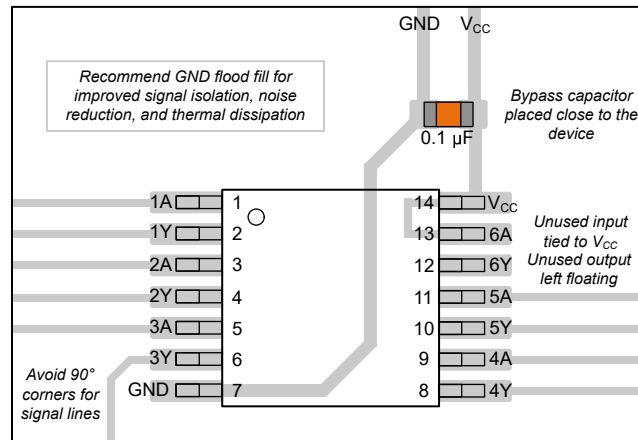 GND VCC
Recommend GND flood fill for
improved signal isolation, noise
reduction, and thermal dissipation
Bypass capacitor
placed close to the
device
0.1 µF
1A 1 14 VCC
1Y 2 13 6A
2A 3 12 6Y
2Y 4 11 5A
3A 5 10 5Y
3Y 6 9 4A
GND 7 8 4Y
Unused input
tied to VCC
Unused output
left floating
Avoid 90°
corners for
signal lines